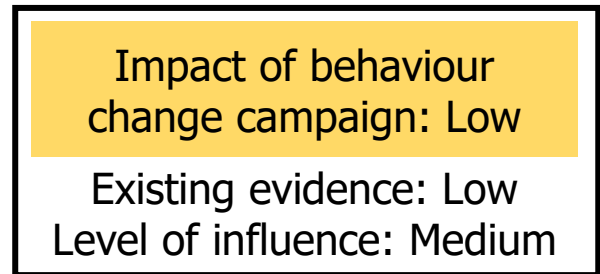 Impact of behaviour
change campaign: Low
Existing evidence: Low
Level of influence: Medium